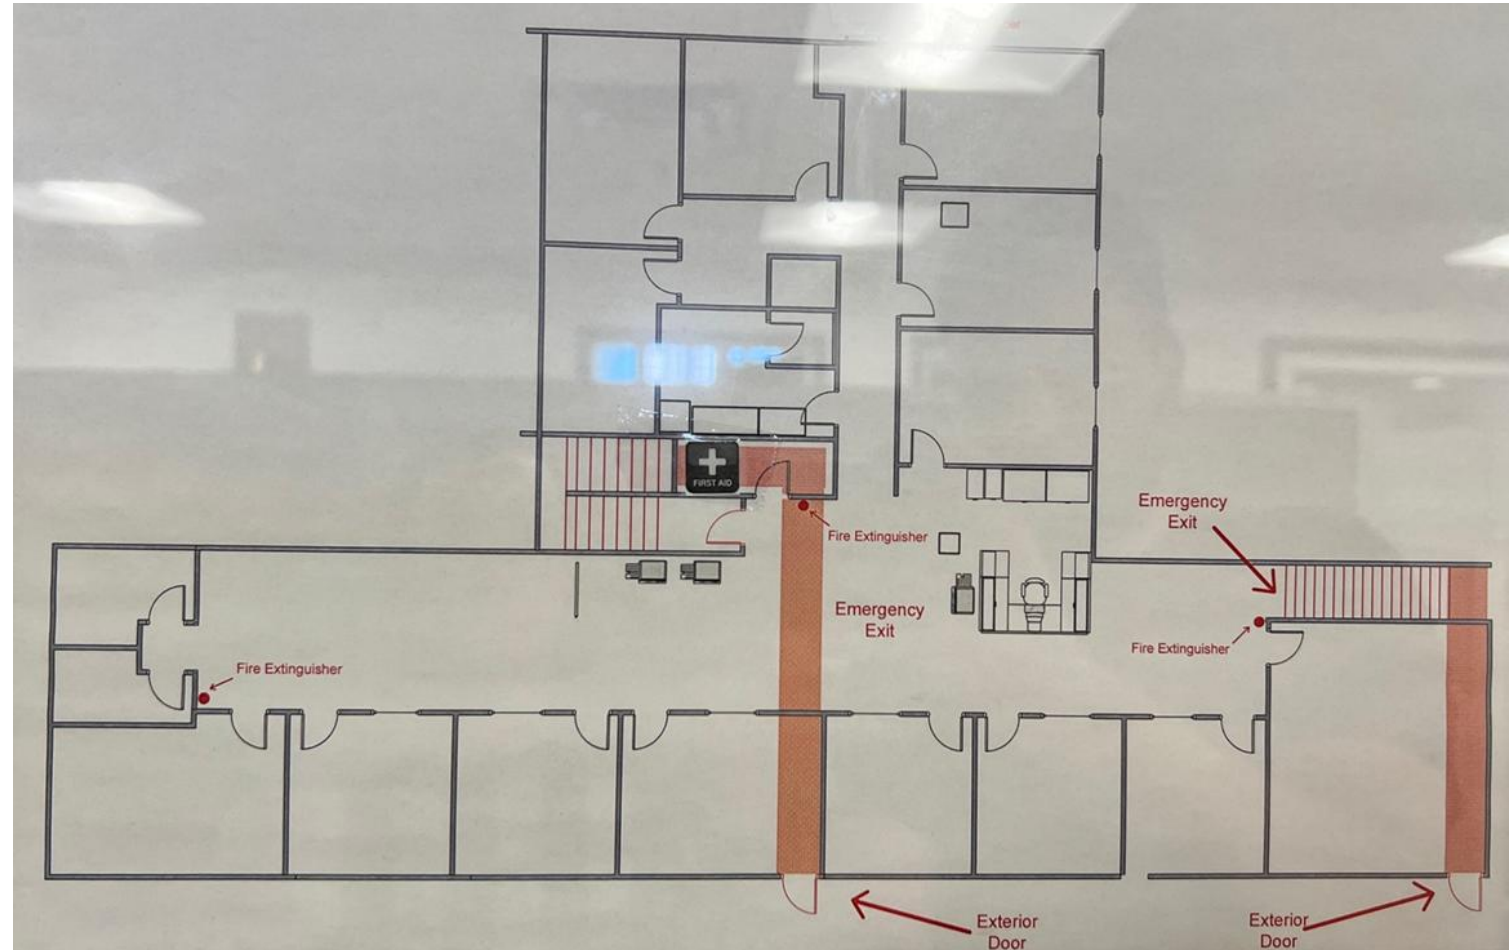 FIRST AID
Emergency
Exit
Fire Extinguisher
Emergency
Exit
Fire Extinguisher
Fire Extinguisher
Exterior
Door
Exterior
Door